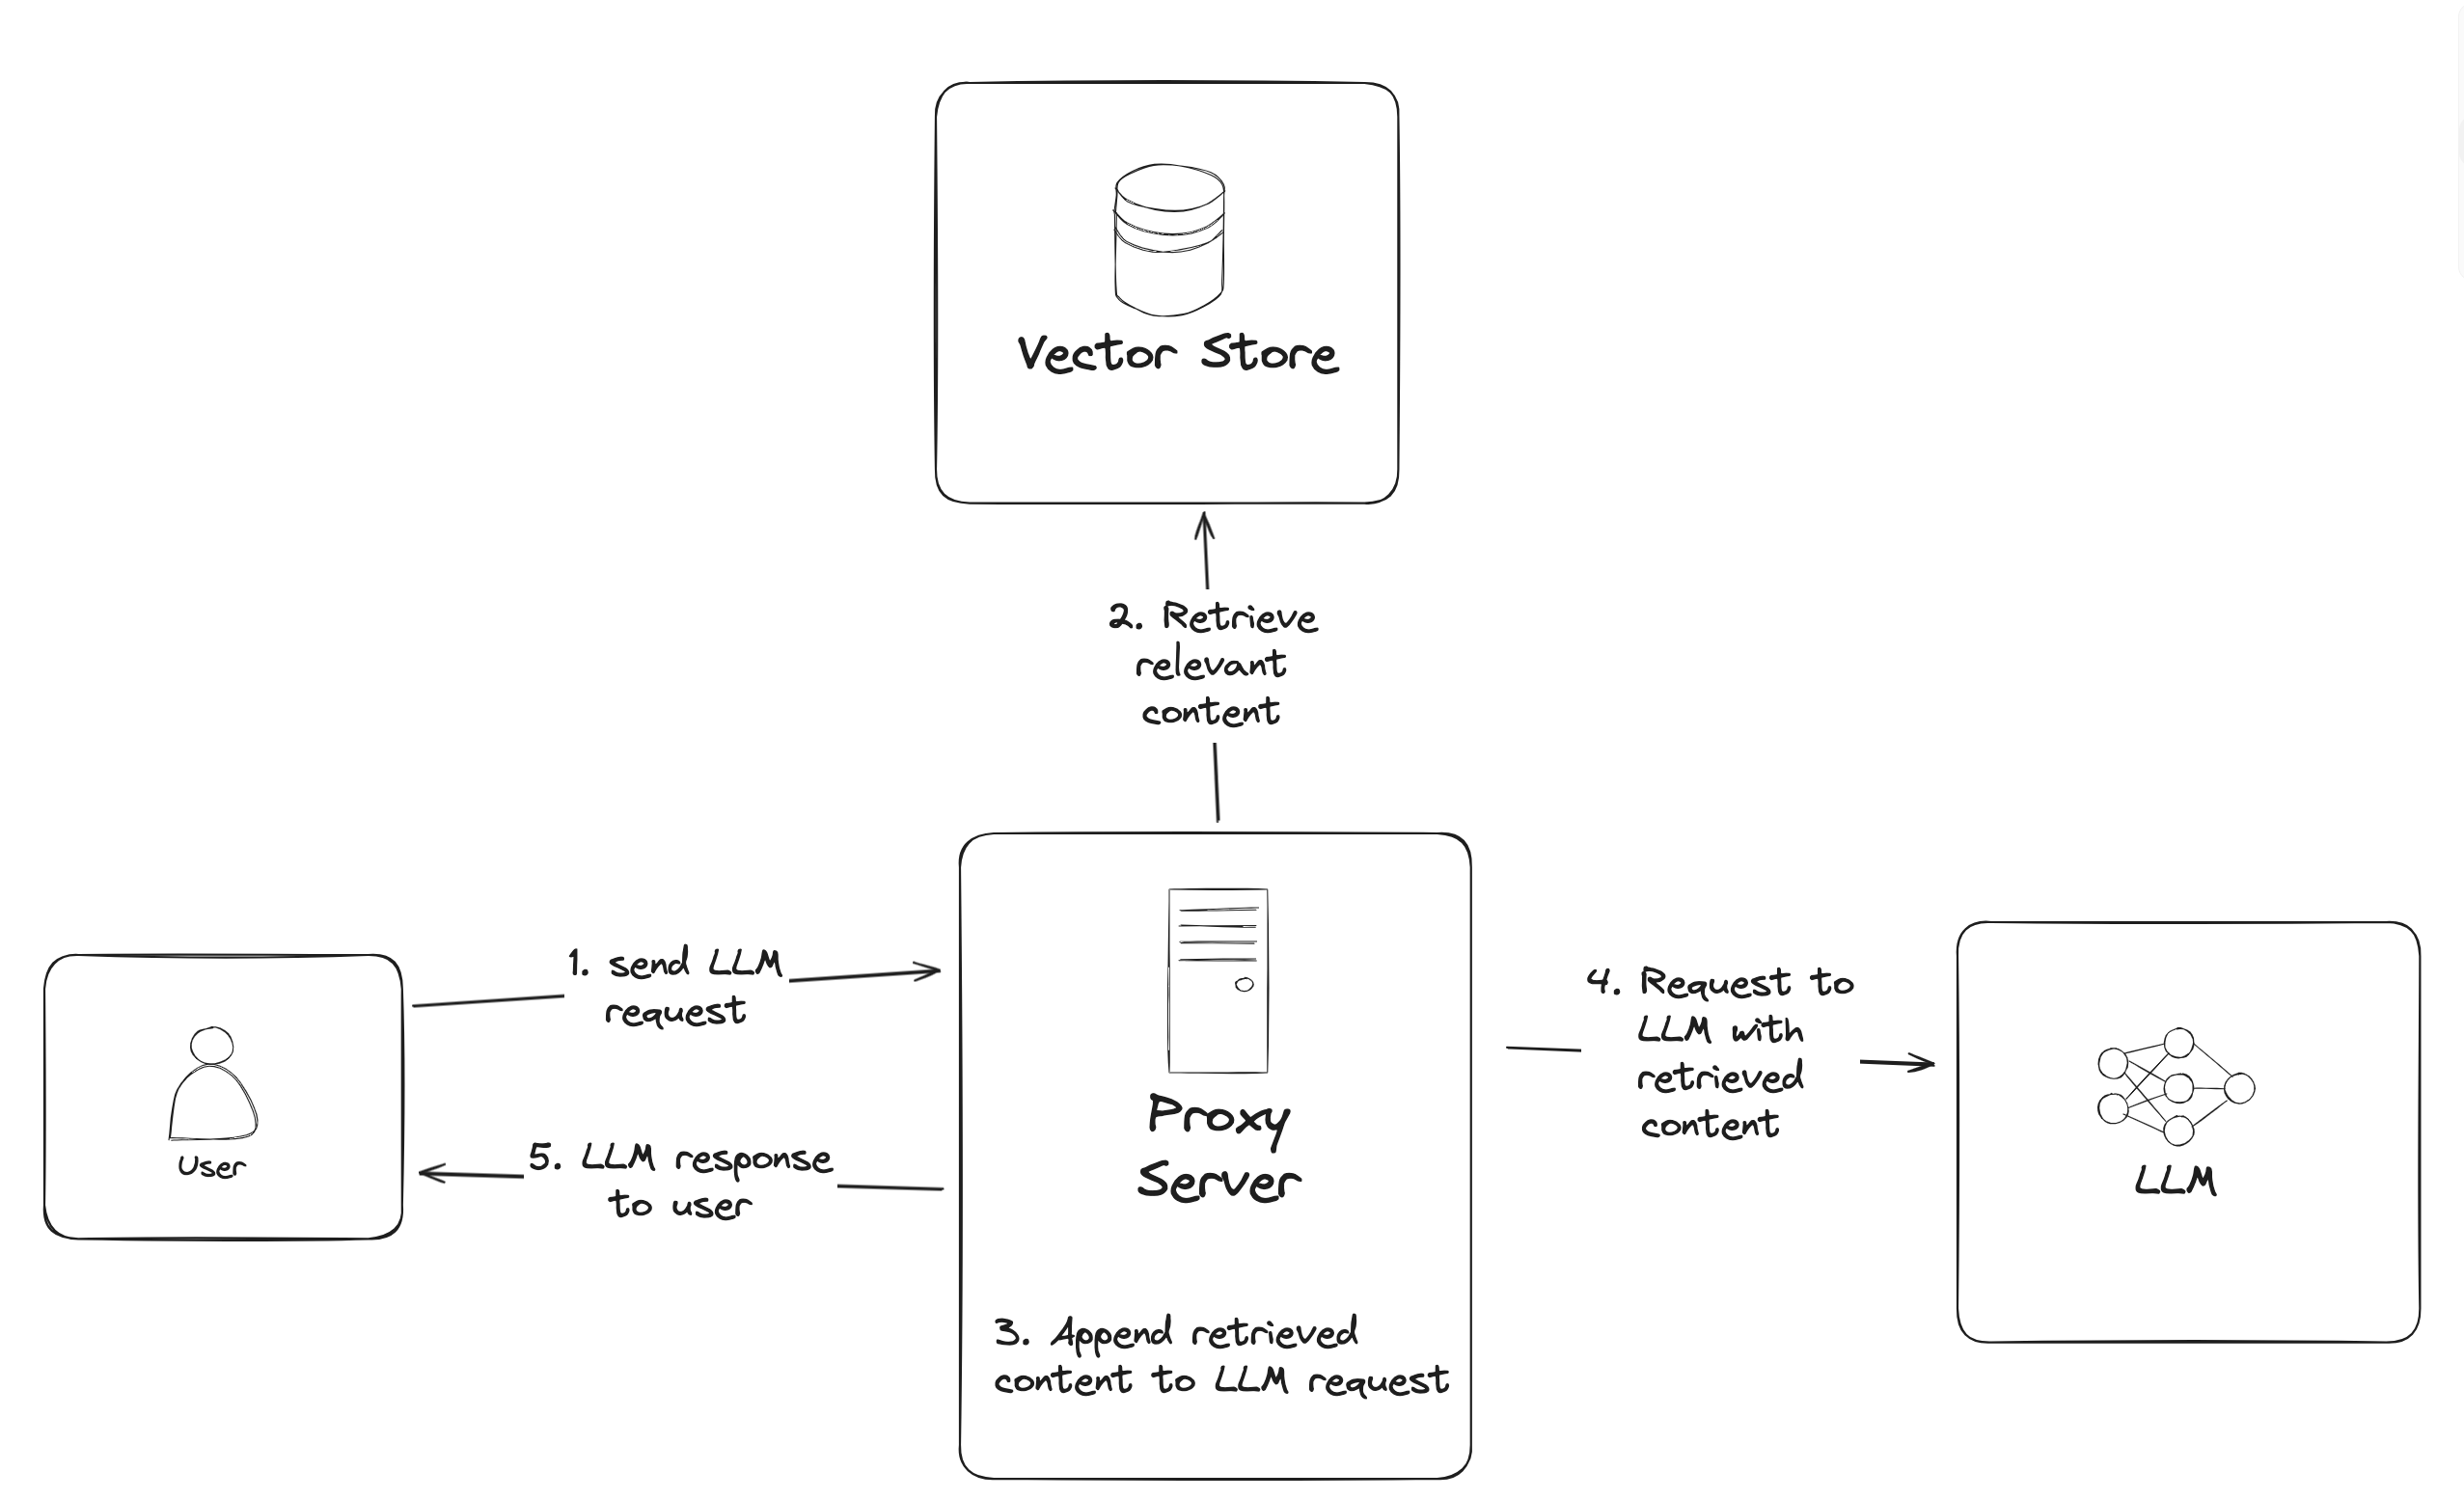 Vector Store
2. Retrieve
relevant
content
1. send LLM
request
4. Request to
LLM with
retrieved
content
User
5. LLM response
to user
Proxy
Server
LLM
3. Append retrieved
content to LLM request